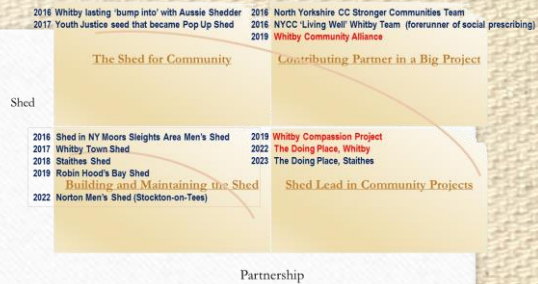 2016 Whitby lasting 'bump into' with Aussie Shedder
2017 Youth Justice seed that became Pop Up Shed
The Shed for Community
2016 North Yorkshire CC Stronger Communities Team
2016 NYCC 'Living Well' Whitby Team (forerunner of social prescribing)
2019 Whitby Community Alliance
Contributing Partner in a Big Project
Shed
2016 Shed in NY Moors Sleights Area Men's Shed
2017 Whitby Town Shed
2018 Staithes Shed
2019 Robin Hood's Bay Shed
Building and Maintaining the Shed
2022 Norton Men's Shed (Stockton-on-Tees)
2019 Whitby Compassion Project
2022 The Doing Place, Whitby
2023 The Doing Place, Staithes
Shed Lead in Community Projects
Partnership